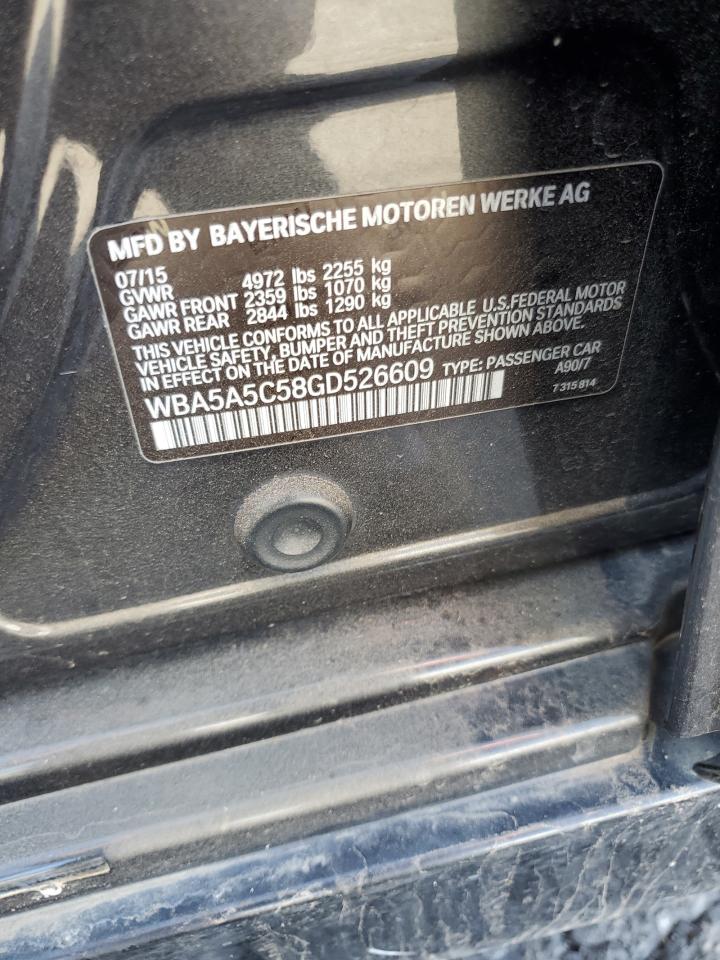 MFD BY BAYERISCHE MOTOREN WERKE AG
07/15
GVWR 4972 lbs 2255 kg
GAWR FRONT 2359 lbs 1070 kg
GAWR REAR 2844 lbs 1290 kg
THIS VEHICLE CONFORMS TO ALL APPLICABLE U.S.FEDERAL MOTOR
VEHICLE SAFETY, BUMPER AND THEFT PREVENTION STANDARDS
IN EFFECT ON THE DATE OF MANUFACTURE SHOWN ABOVE.
WBA5A5C58GD526609 TYPE: PASSENGER CAR
A90/7
7 315 814